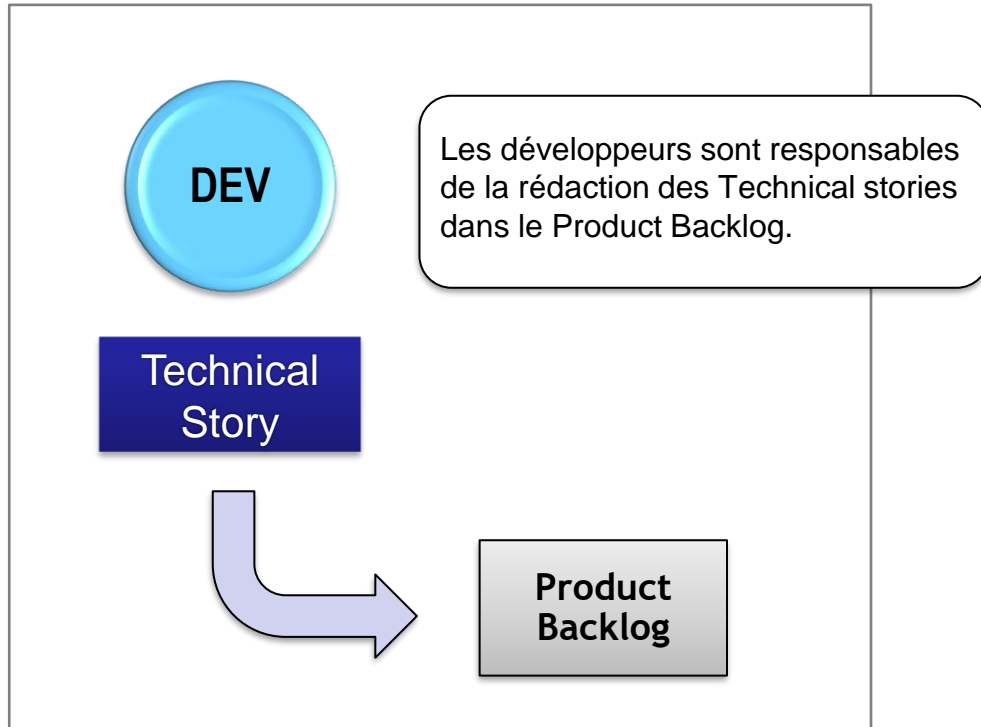 DEV
Les développeurs sont responsables
de la rédaction des Technical stories
dans le Product Backlog.
Technical
Story
Product
Backlog